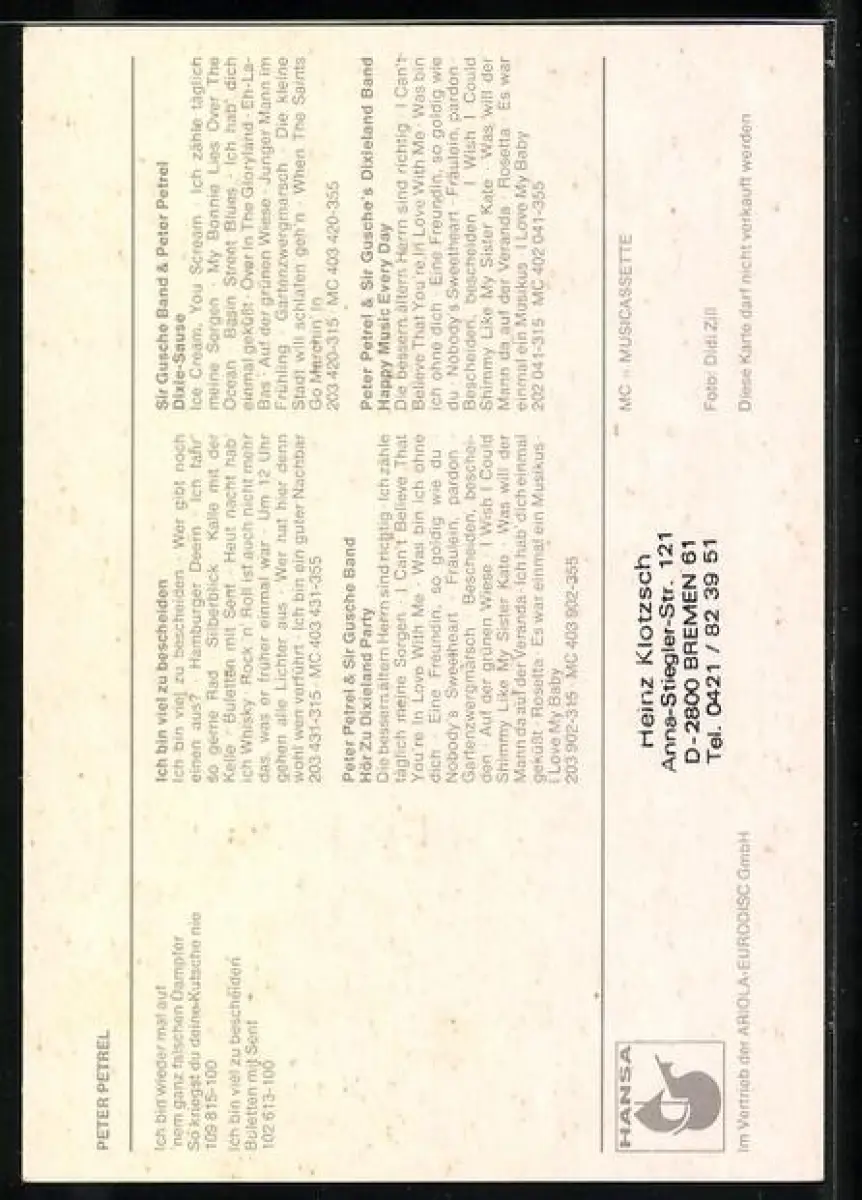 PETER PETREL
Ich bin wieder mal auf
'nem ganz falschen Dampfer
So kriegst du deine Kutsche nie
109 815-100
Ich bin viel zu bescheiden
Buletten mit Senf
102 613-100
Ich bin viel zu bescheiden
Ich bin viel zu bescheiden · Wer gibt noch
einen aus? · Hamburger Deern · Ich fahr'
so gerne Rad · Silberblick · Kalle mit der
Kelle · Buletten mit Senf · Heut nacht hab'
ich Whisky · Rock n' Roll ist auch nicht mehr
das, was er früher einmal war · Um 12 Uhr
gehen alle Lichter aus · Wer hat hier denn
wohl wen verführt · Ich bin ein guter Nachbar
203 431-315 · MC 403 431-355
Peter Petrel & Sir Gusche Band
Hör Zu Dixieland Party
Die bessern ältern Herrn sind richtig · Ich zähle
täglich meine Sorgen · I Can't Believe That
You're In Love With Me · Was bin ich ohne
dich · Eine Freundin, so goldig wie du ·
Nobody's Sweetheart · Fräulein, pardon ·
Gartenzwergmarsch · Bescheiden, beschei-
den · Auf der grünen Wiese · I Wish I Could
Shimmy Like My Sister Kate · Was will der
Mann da auf der Veranda · Ich hab' dich einmal
geküßt · Rosetta · Es war einmal ein Musikus ·
I Love My Baby
203 902-315 · MC 403 902-355
Sir Gusche Band & Peter Petrel
Dixie-Sause
Ice Cream, You Scream · Ich zähle täglich
meine Sorgen · My Bonnie Lies Over The
Ocean · Basin Street Blues · Ich hab' dich
einmal geküßt · Over In The Gloryland · Eh-La-
Bas · Auf der grünen Wiese · Junger Mann im
Frühling · Gartenzwergmarsch · Die kleine
Stadt will schlafen geh'n · When The Saints
Go Marchin' In
203 420-315 · MC 403 420-355
Peter Petrel & Sir Gusche's Dixieland Band
Happy Music Every Day
Die bessern ältern Herrn sind richtig · I Can't
Believe That You're In Love With Me · Was bin
ich ohne dich · Eine Freundin, so goldig wie
du · Nobody's Sweetheart · Fräulein, pardon ·
Bescheiden, bescheiden · I Wish I Could
Shimmy Like My Sister Kate · Was will der
Mann da auf der Veranda · Rosetta · Es war
einmal ein Musikus · I Love My Baby
202 041-315 MC 402 041-355
HANSA
Im Vertrieb der ARIOLA-EURODISC GmbH
Heinz Klotzsch
Anna-Stiegler-Str. 121
D-2800 BREMEN 61
Tel. 0421 / 82 39 51
MC = MUSICASSETTE
Foto: Didi Zill
Diese Karte darf nicht verkauft werden